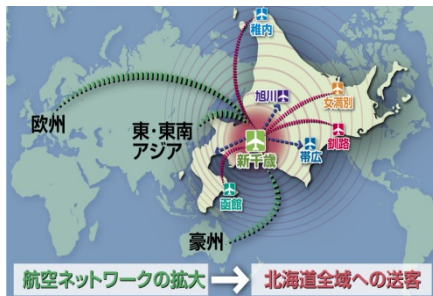 稚内
旭川
女満別
欧州
東・東南
アジア
釧路
新千歳
帯広
函館
豪州
航空ネットワークの拡大
北海道全域への送客